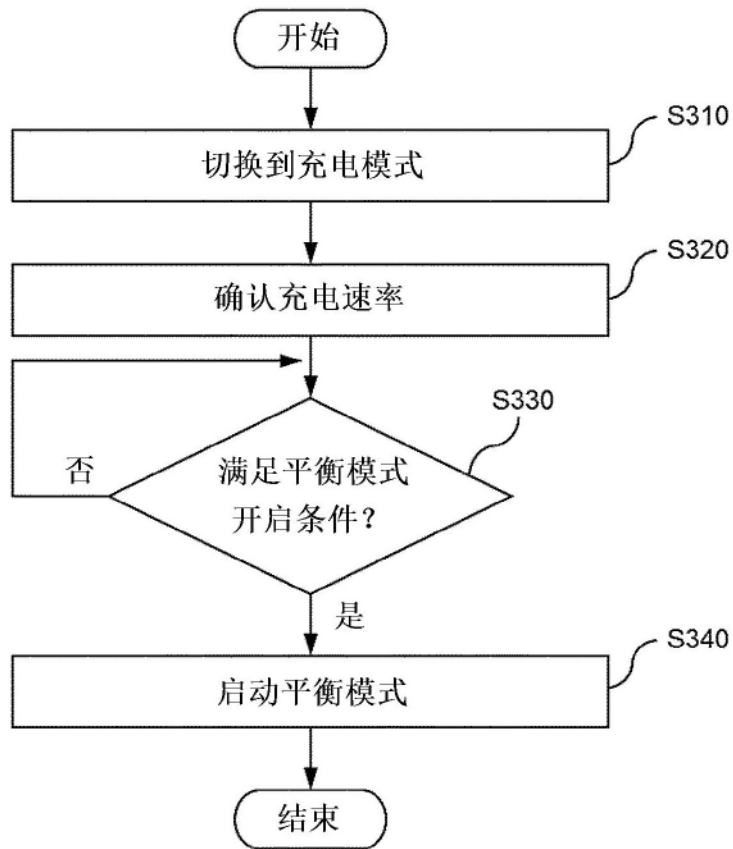 开始
S310
切换到充电模式
S320
确认充电速率
S330
满足平衡模式
开启条件?
否
是
S340
启动平衡模式
结束